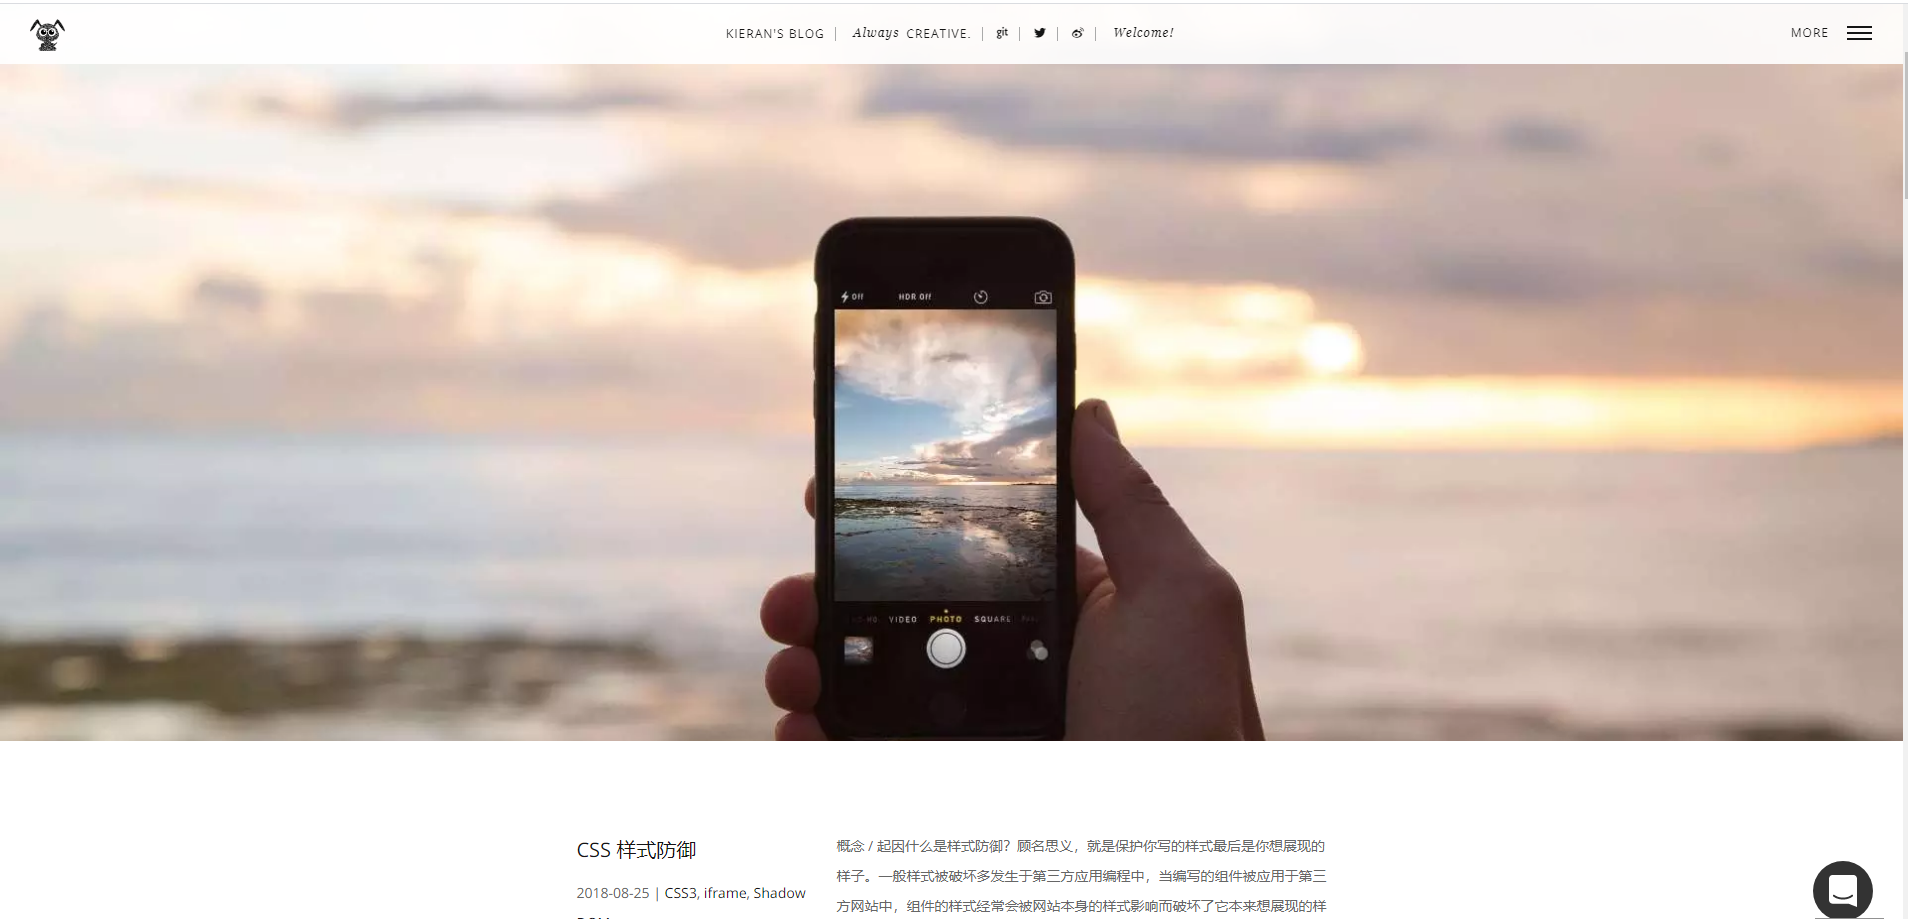 KIERAN'S BLOG | Always CREATIVE. | git | | | Welcome!
MORE
Off HDR Off
VIDEO PHOTO SQUARE
CSS 样式防御
2018-08-25 | CSS3, iframe, Shadow
概念 / 起因什么是样式防御？顾名思义，就是保护你写的样式最后是你想展现的
样子。一般样式被破坏多发生于第三方应用编程中，当编写的组件被应用于第三
方网站中，组件的样式经常会被网站本身的样式影响而破坏了它本来想展现的样